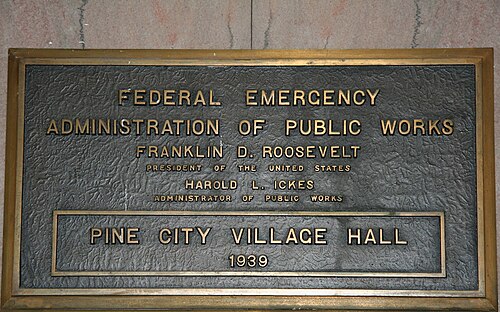 FEDERAL EMERGENCY
ADMINISTRATION OF PUBLIC WORKS
FRANKLIN D. ROOSEVELT
PRESIDENT OF THE UNITED STATES
HAROLD L. ICKES
ADMINISTRATOR OF PUBLIC WORKS
PINE CITY VILLAGE HALL
1939